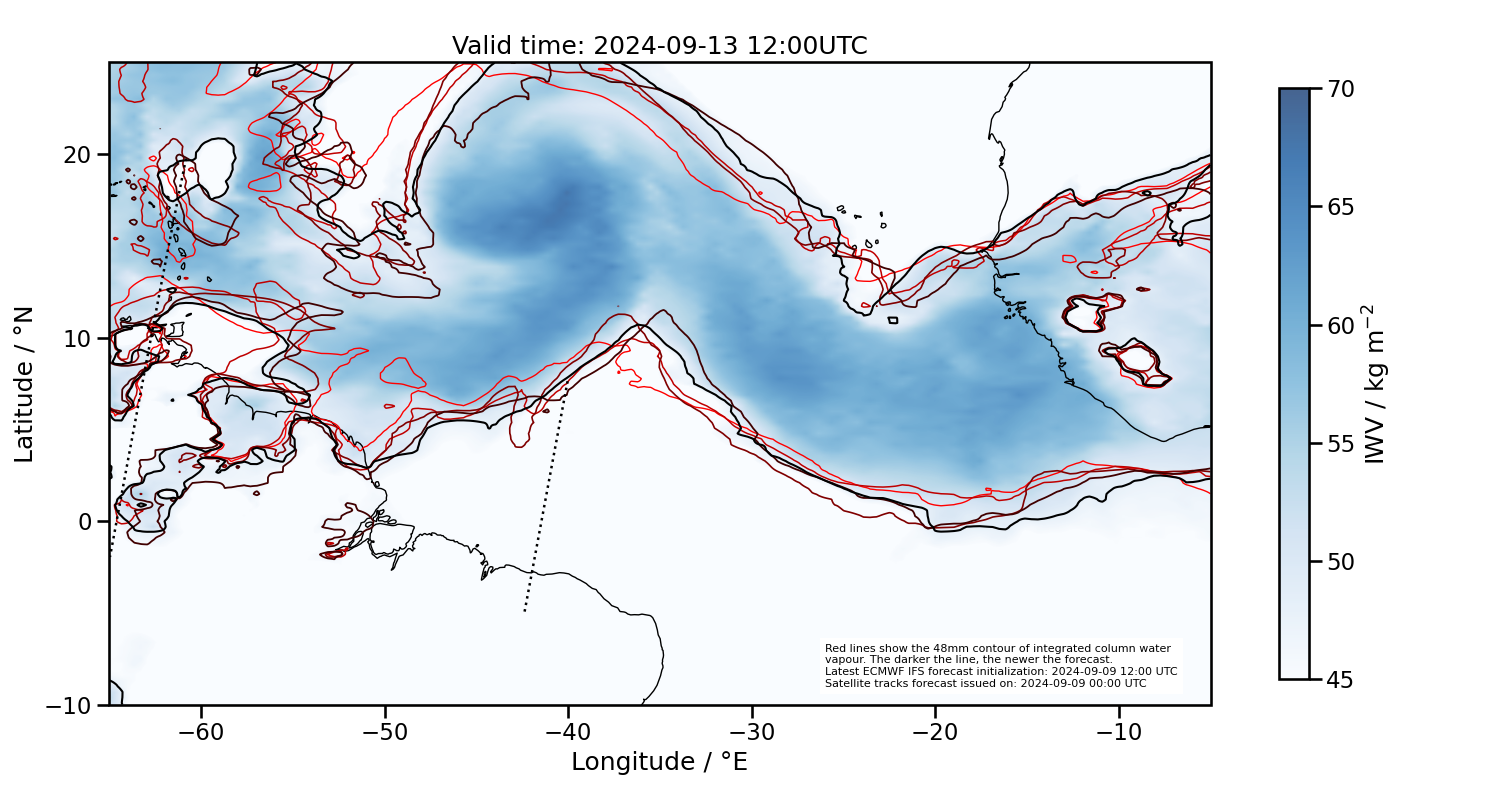 Valid time: 2024-09-13 12:00UTC
20
10
0
−10
Latitude / °N
−60
−50
−40
−30
−20
−10
Longitude / °E
Red lines show the 48mm contour of integrated column water
vapour. The darker the line, the newer the forecast.
Latest ECMWF IFS forecast initialization: 2024-09-09 12:00 UTC
Satellite tracks forecast issued on: 2024-09-09 00:00 UTC
70
65
60
55
50
45
IWV / kg m⁻²